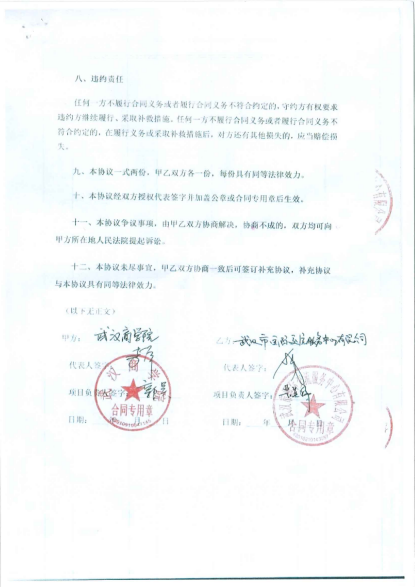 八、违约责任
任何一方不履行合同义务或者履行合同义务不符合约定的，守约方有权要求
违约方继续履行、采取补救措施。任何一方不履行合同义务或者履行合同义务不
符合约定的，在履行义务或采取补救措施后，对方还有其他损失的，应当赔偿损
失。
九、本协议一式两份，甲乙双方各一份，每份具有同等法律效力。
十、本协议经双方授权代表签字并加盖公章或合同专用章后生效。
十一、本协议争议事项，由甲乙双方协商解决。协商不成的，双方均可向
甲方所在地人民法院提起诉讼。
十二、本协议未尽事宜，甲乙双方协商一致后可签订补充协议，补充协议
与本协议具有同等法律效力。
（以下无正文）
甲方：武汉商学院
乙方：武汉市
代表人签字
代表人签字：
项目负责人签字：
项目负责人签字：
日期：
日期： 年
武汉商学院
合同专用章
服务中心有限公司
合同专用章